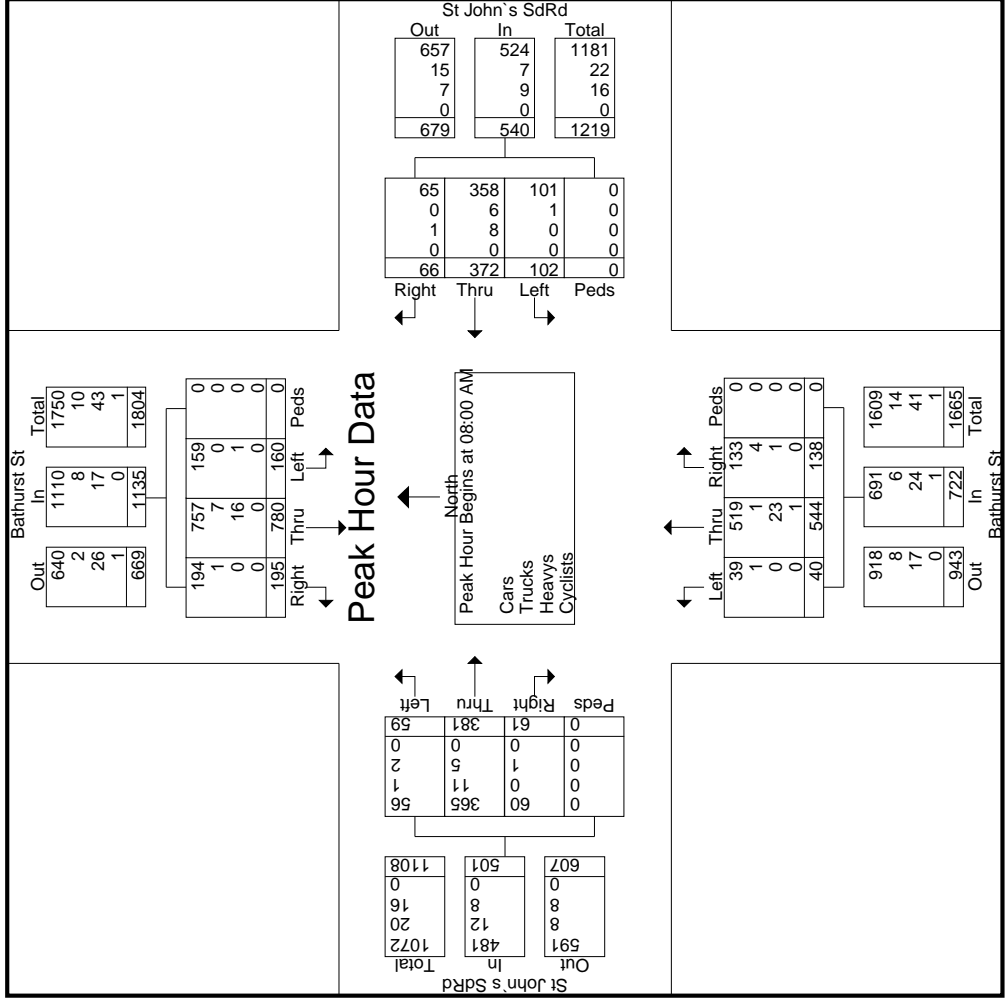 St John`s SdRd
Out In Total
657 524 1181
15 7 22
7 9 16
0 0 0
679 540 1219
65 358 101 0
0 6 1 0
1 8 0 0
0 0 0 0
66 372 102 0
Right Thru Left Peds
Bathurst St
Out In Total
640 1110 1750
2 8 10
26 17 43
1 0 1
669 1135 1804
194 757 159 0
1 7 0 0
0 16 1 0
0 0 0 0
195 780 160 0
Right Thru Left Peds
Peak Hour Data
North
Peak Hour Begins at 08:00 AM
Cars
Trucks
Heavys
Cyclists
Left Thru Right Peds
39 519 133 0
1 1 4 0
0 23 1 0
0 1 0 0
40 544 138 0
918 691 1609
8 6 14
17 24 41
0 1 1
943 722 1665
Out In Total
Bathurst St
Left Thru Right Peds
59 381 61 0
0 0 0 0
2 5 1 0
1 11 0 0
56 365 60 0
1108 501 607
0 0 0
16 8 8
20 12 8
1072 481 591
Total In Out
St John`s SdRd